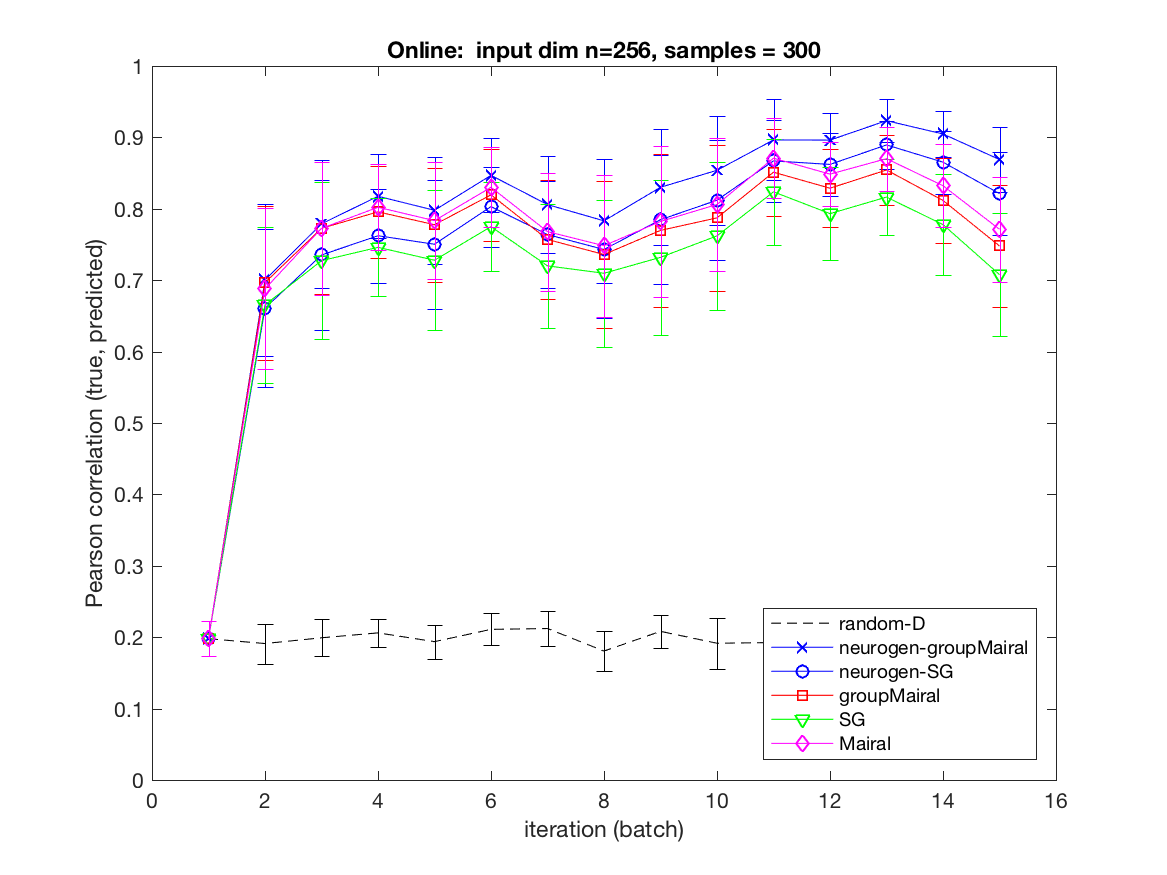 Online:  input dim n=256, samples = 300
Pearson correlation (true, predicted)
1
0.9
0.8
0.7
0.6
0.5
0.4
0.3
0.2
0.1
0
0 2 4 6 8 10 12 14 16
iteration (batch)
random-D
neurogen-groupMairal
neurogen-SG
groupMairal
SG
Mairal